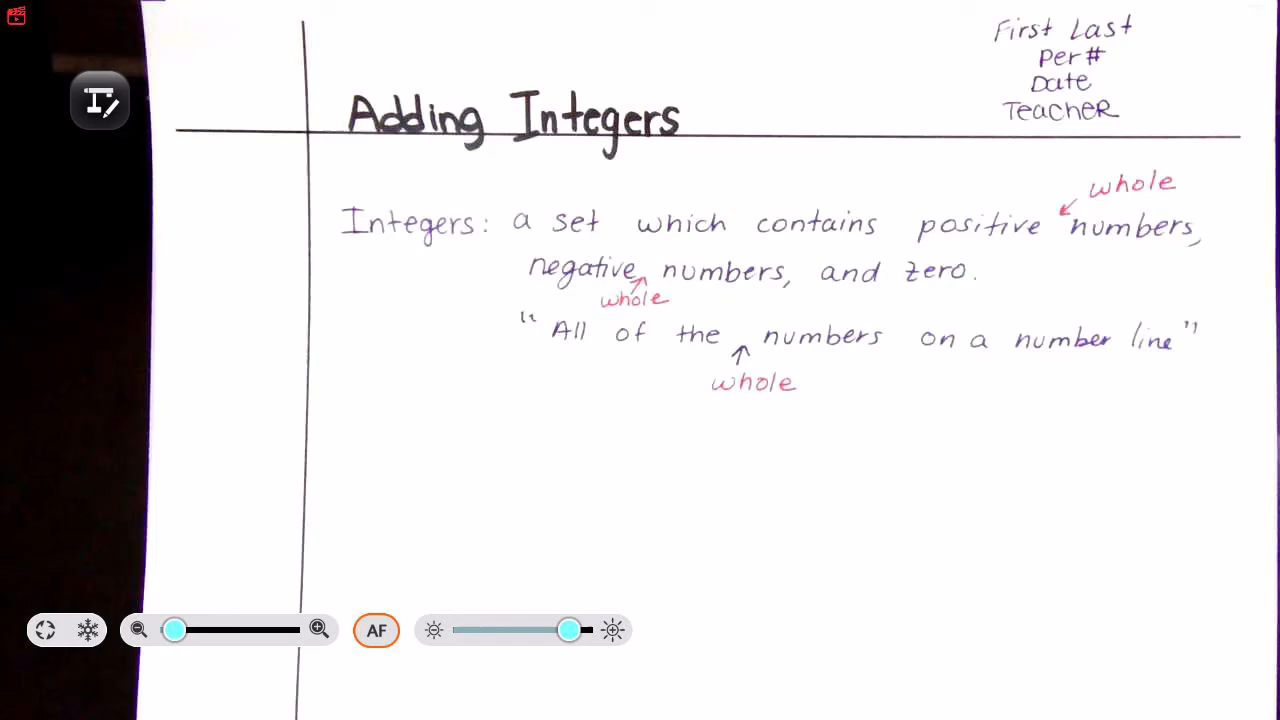 First Last
Per#
Date
Teacher
Adding Integers
whole
Integers: a set which contains positive numbers,
negative numbers, and zero.
whole
"All of the numbers on a number line"
whole
AF